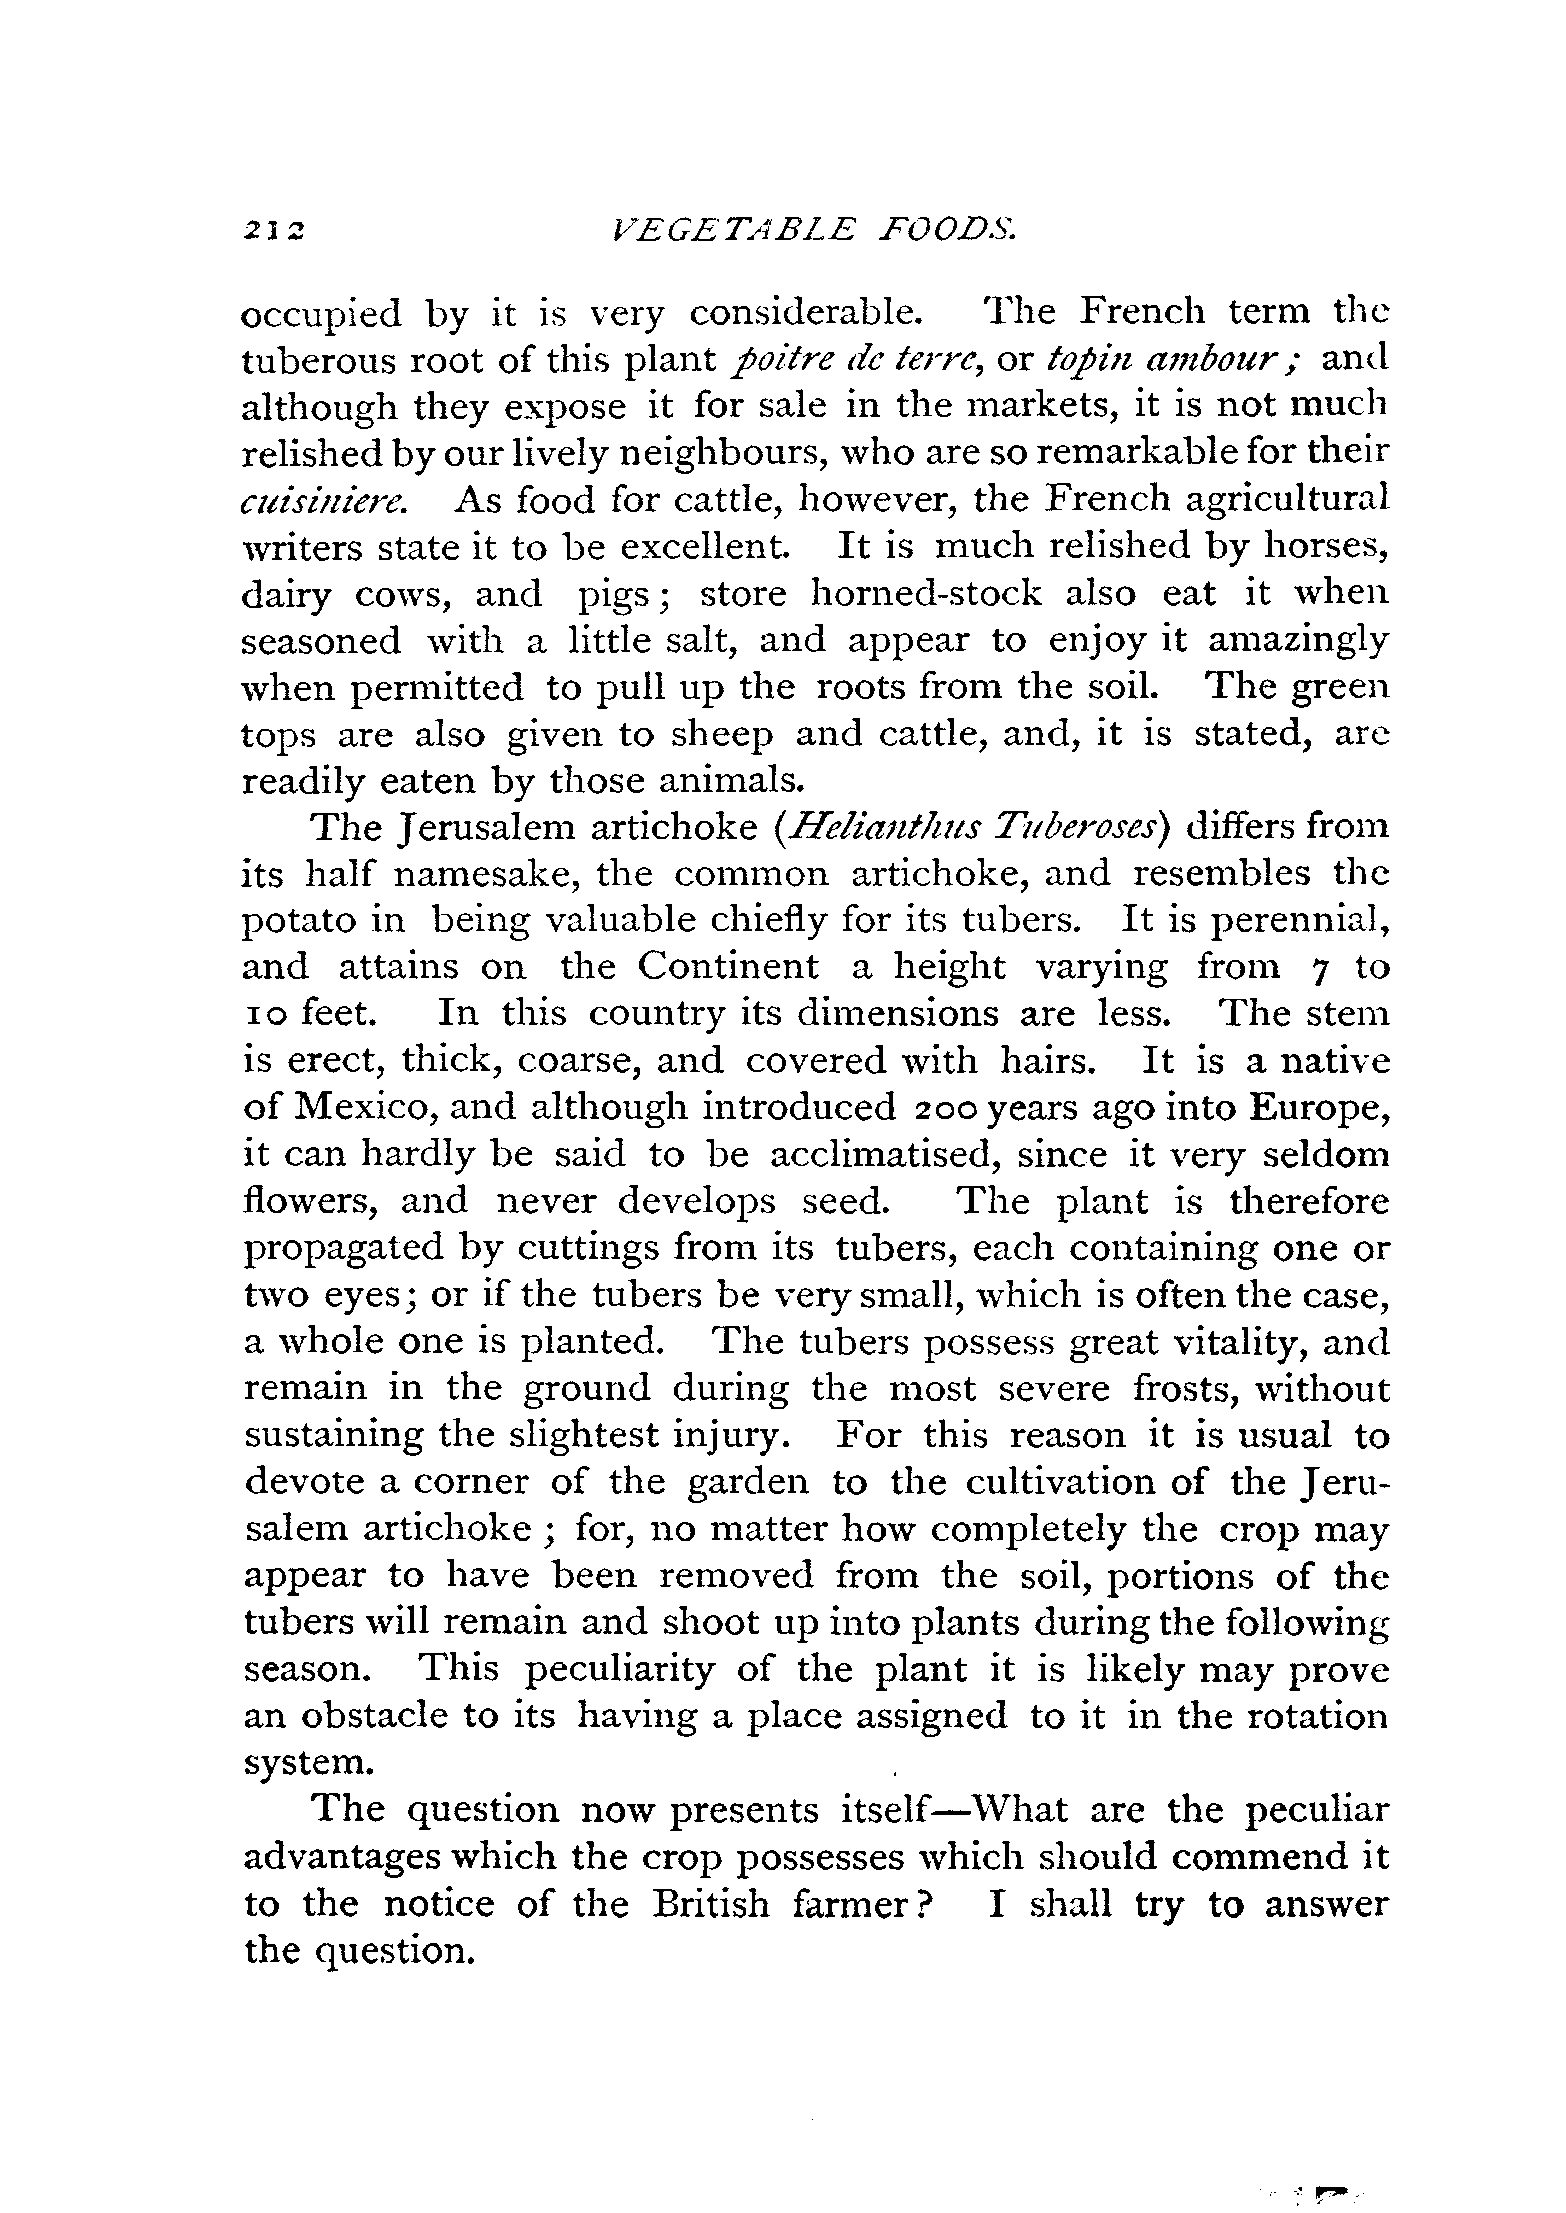 212 VEGETABLE FOODS.
occupied by it is very considerable. The French term the
tuberous root of this plant poitre de terre, or topin ambour; and
although they expose it for sale in the markets, it is not much
relished by our lively neighbours, who are so remarkable for their
cuisiniere. As food for cattle, however, the French agricultural
writers state it to be excellent. It is much relished by horses,
dairy cows, and pigs; store horned-stock also eat it when
seasoned with a little salt, and appear to enjoy it amazingly
when permitted to pull up the roots from the soil. The green
tops are also given to sheep and cattle, and, it is stated, are
readily eaten by those animals.
The Jerusalem artichoke (Helianthus Tuberoses) differs from
its half namesake, the common artichoke, and resembles the
potato in being valuable chiefly for its tubers. It is perennial,
and attains on the Continent a height varying from 7 to
10 feet. In this country its dimensions are less. The stem
is erect, thick, coarse, and covered with hairs. It is a native
of Mexico, and although introduced 200 years ago into Europe,
it can hardly be said to be acclimatised, since it very seldom
flowers, and never develops seed. The plant is therefore
propagated by cuttings from its tubers, each containing one or
two eyes; or if the tubers be very small, which is often the case,
a whole one is planted. The tubers possess great vitality, and
remain in the ground during the most severe frosts, without
sustaining the slightest injury. For this reason it is usual to
devote a corner of the garden to the cultivation of the Jeru-
salem artichoke; for, no matter how completely the crop may
appear to have been removed from the soil, portions of the
tubers will remain and shoot up into plants during the following
season. This peculiarity of the plant it is likely may prove
an obstacle to its having a place assigned to it in the rotation
system.
The question now presents itself—What are the peculiar
advantages which the crop possesses which should commend it
to the notice of the British farmer? I shall try to answer
the question.